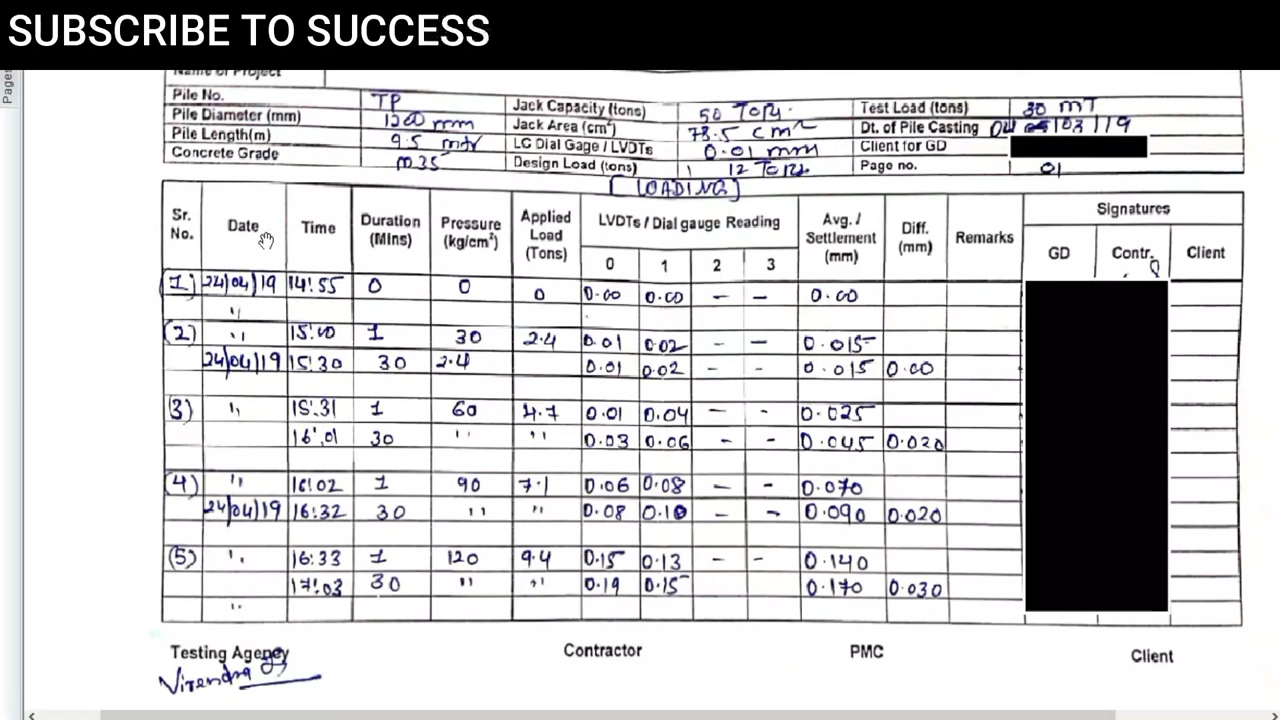 SUBSCRIBE TO SUCCESS
Pages
Name of Project
Pile No. TP Jack Capacity (tons) 50 Tons. Test Load (tons) 30 MT
Pile Diameter (mm) 1200 mm Jack Area (cm²) 78.5 cm² Dt. of Pile Casting 04 03/19
Pile Length(m) 9.5 mtr LC Dial Gage / LVDTs 0.01 mm Client for GD
Concrete Grade M35 Design Load (tons) 12 Tons Page no. 01
[LOADING]
Sr. No. Date Time Duration (Mins) Pressure (kg/cm²) Applied Load (Tons) LVDTs / Dial gauge Reading Avg. / Settlement (mm) Diff. (mm) Remarks Signatures
0 1 2 3 GD Contr. Client
(1) 24/04/19 14:55 0 0 0 0.00 0.00 - - 0.00
"
(2) " 15:00 1 30 2.4 0.01 0.02 - - 0.015
24/04/19 15:30 30 2.4 0.01 0.02 - - 0.015 0.00
(3) " 15:31 1 60 4.7 0.01 0.04 - - 0.025
16:01 30 " " 0.03 0.06 - - 0.045 0.020
(4) " 16:02 1 90 7.1 0.06 0.08 - - 0.070
24/04/19 16:32 30 " " 0.08 0.10 - - 0.090 0.020
(5) " 16:33 1 120 9.4 0.15 0.13 - - 0.140
17:03 30 " " 0.19 0.15 0.170 0.030
"
Testing Agency Contractor PMC Client
Virendra